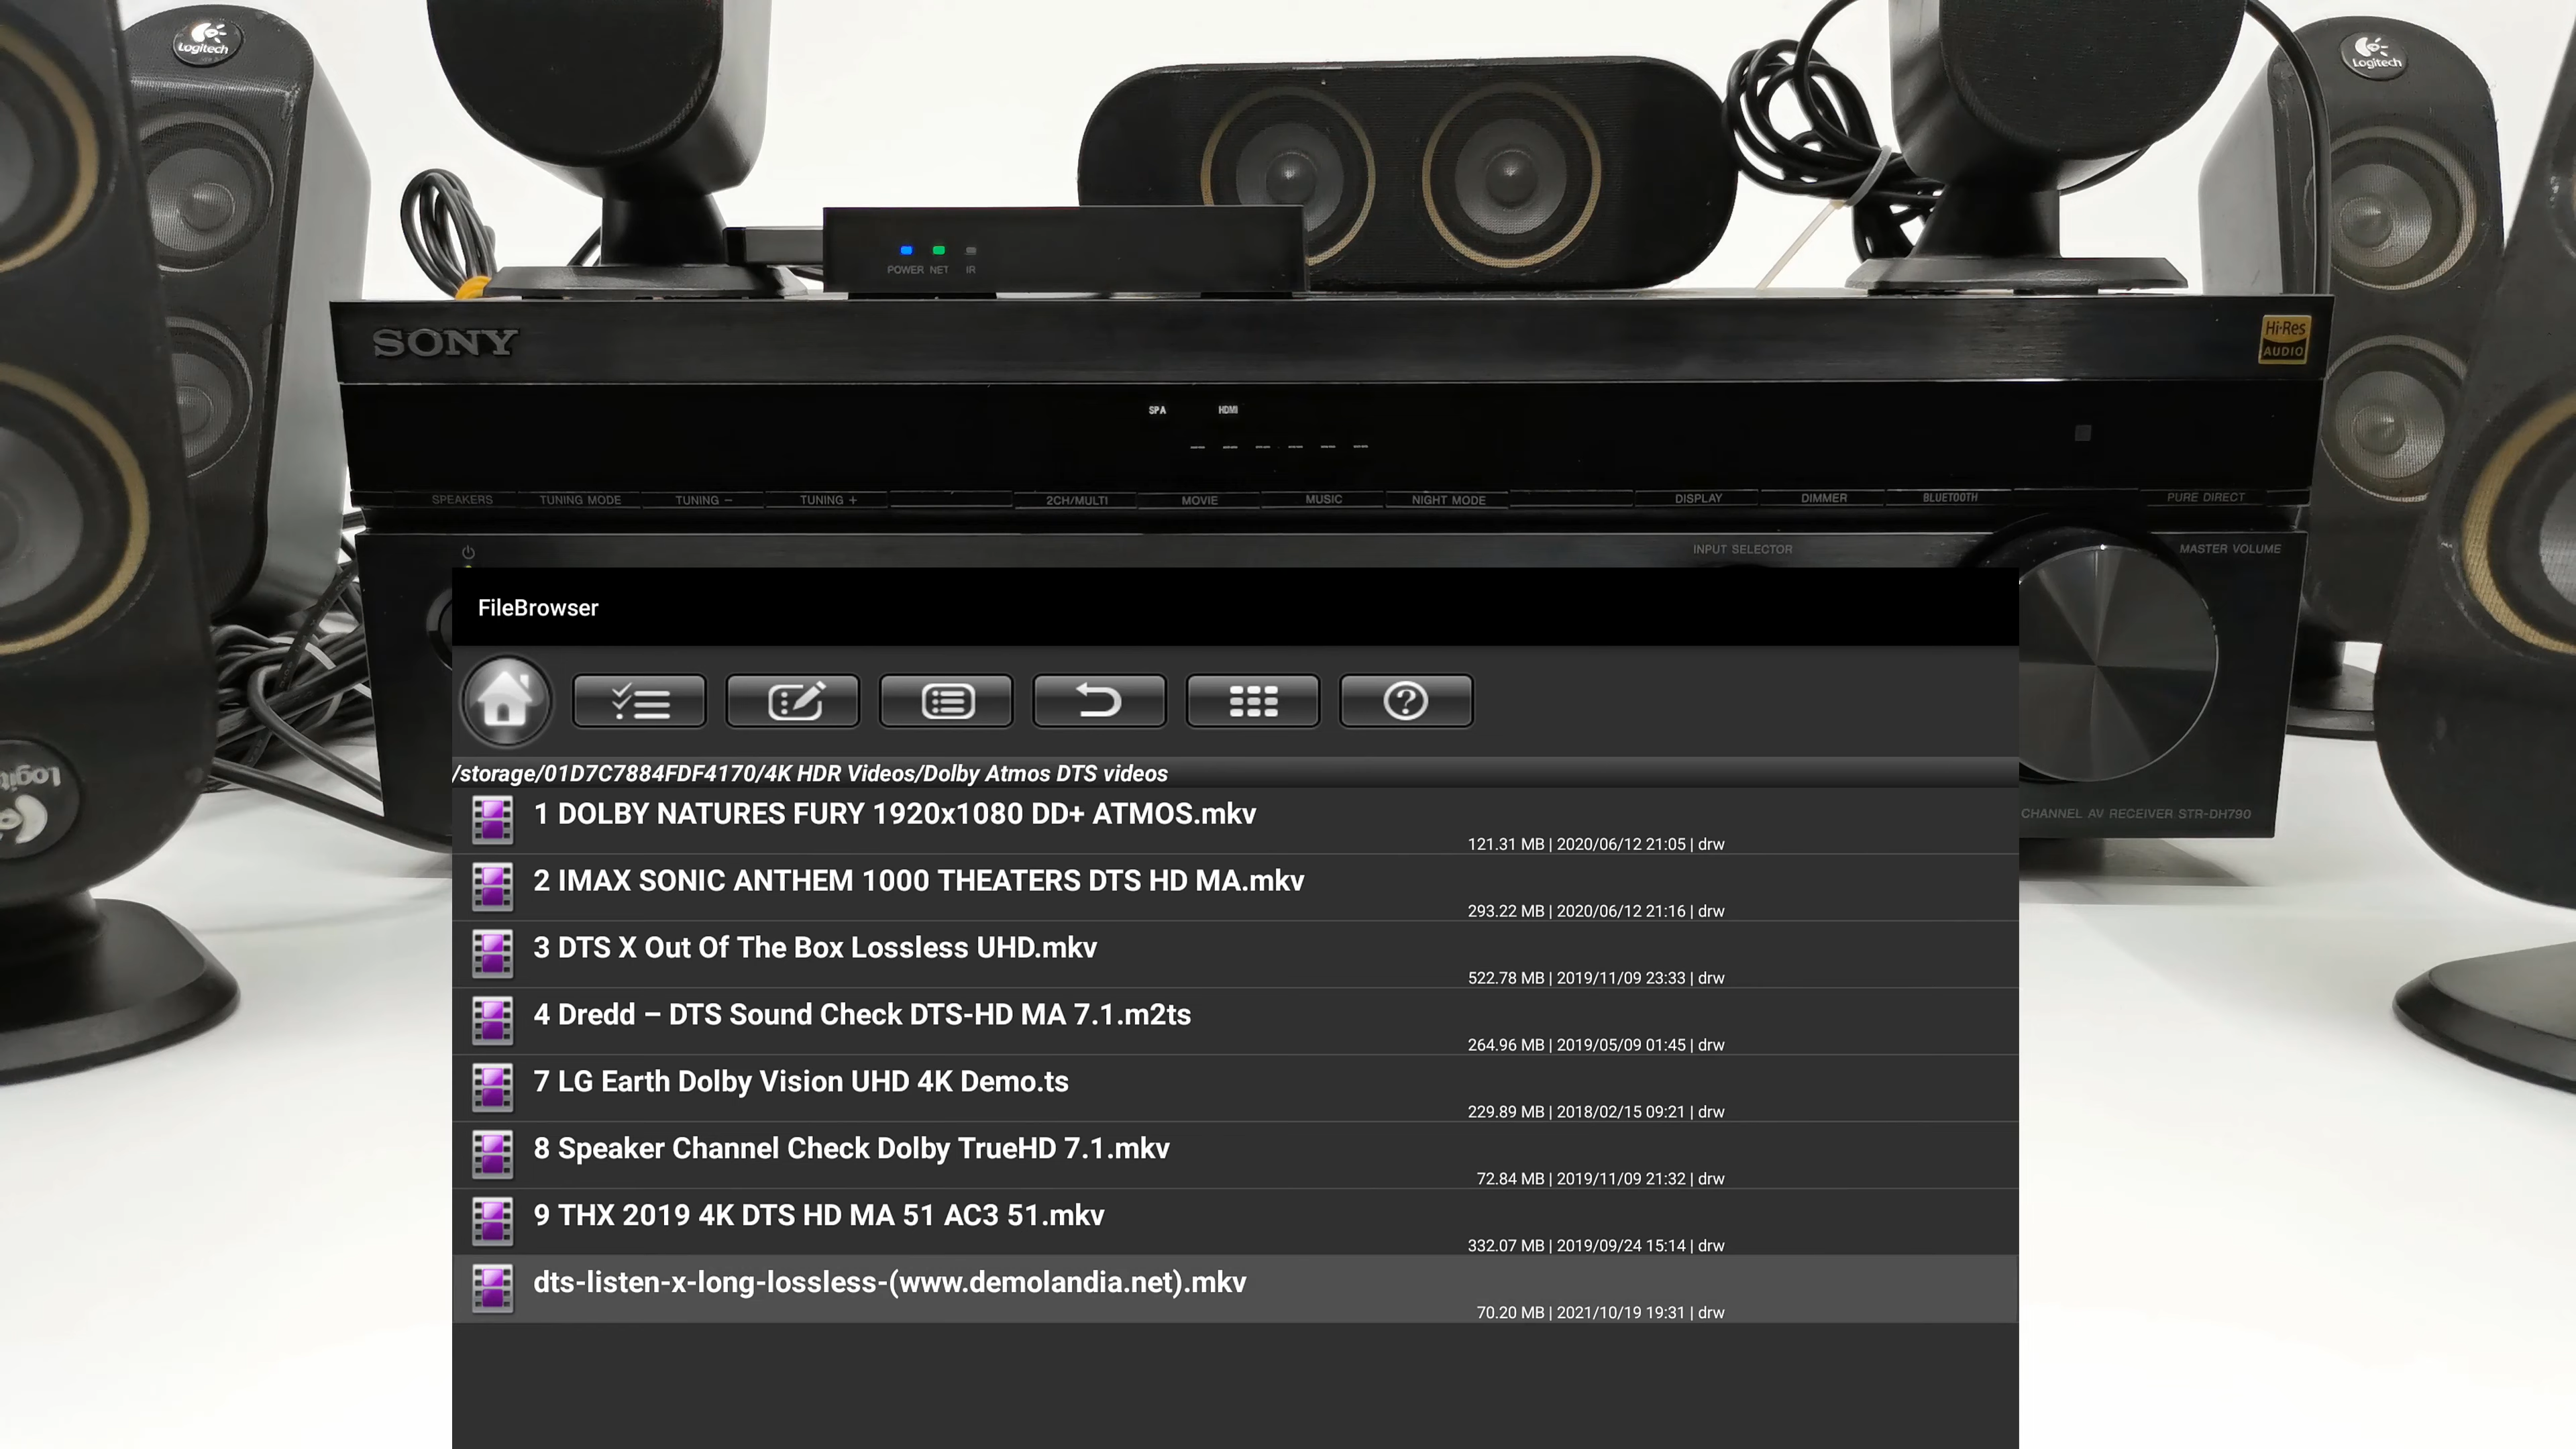 Logitech
Logitech
POWER NET IR
SONY
Hi-Res
AUDIO
SP A HDMI
SPEAKERS TUNING MODE TUNING − TUNING + 2CH/MULTI MOVIE MUSIC NIGHT MODE DISPLAY DIMMER BLUETOOTH PURE DIRECT
INPUT SELECTOR MASTER VOLUME
FileBrowser
/storage/01D7C7884FDF4170/4K HDR Videos/Dolby Atmos DTS videos
Logitech
1 DOLBY NATURES FURY 1920x1080 DD+ ATMOS.mkv
CHANNEL AV RECEIVER STR-DH790
121.31 MB | 2020/06/12 21:05 | drw
2 IMAX SONIC ANTHEM 1000 THEATERS DTS HD MA.mkv
293.22 MB | 2020/06/12 21:16 | drw
3 DTS X Out Of The Box Lossless UHD.mkv
522.78 MB | 2019/11/09 23:33 | drw
4 Dredd – DTS Sound Check DTS-HD MA 7.1.m2ts
264.96 MB | 2019/05/09 01:45 | drw
7 LG Earth Dolby Vision UHD 4K Demo.ts
229.89 MB | 2018/02/15 09:21 | drw
8 Speaker Channel Check Dolby TrueHD 7.1.mkv
72.84 MB | 2019/11/09 21:32 | drw
9 THX 2019 4K DTS HD MA 51 AC3 51.mkv
332.07 MB | 2019/09/24 15:14 | drw
dts-listen-x-long-lossless-(www.demolandia.net).mkv
70.20 MB | 2021/10/19 19:31 | drw